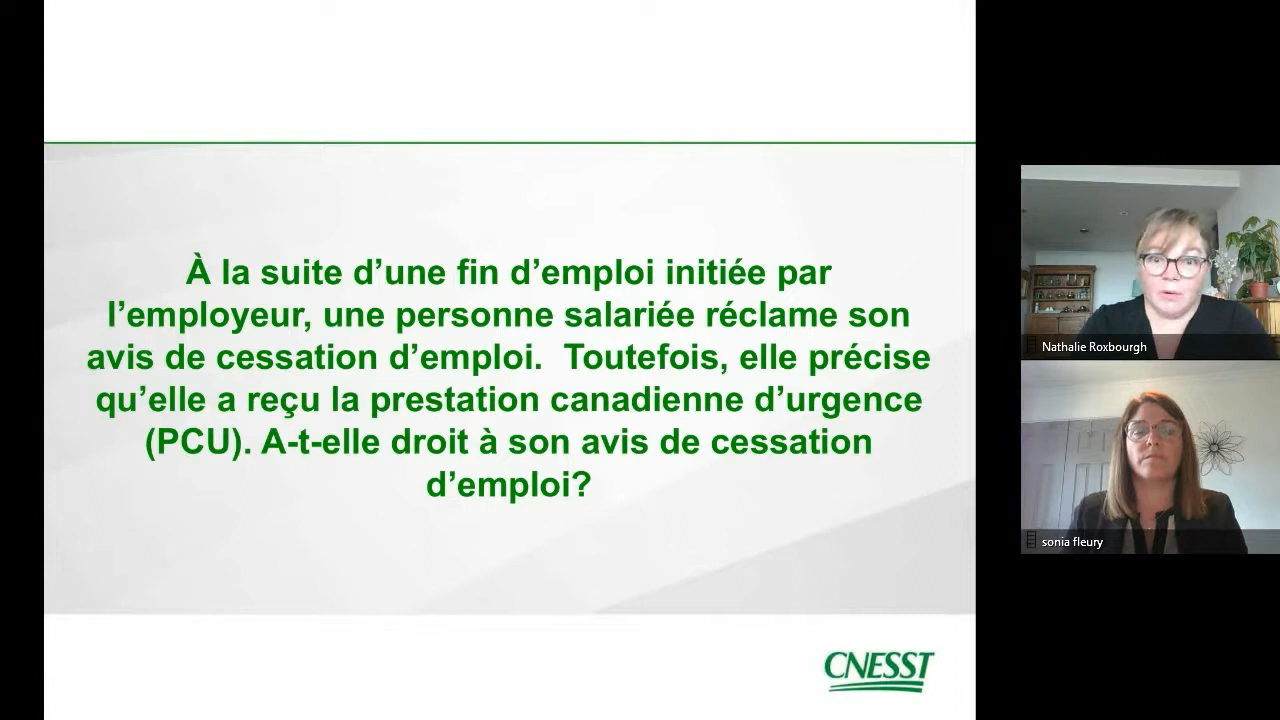 À la suite d’une fin d’emploi initiée par
l’employeur, une personne salariée réclame son
avis de cessation d’emploi.  Toutefois, elle précise
qu’elle a reçu la prestation canadienne d’urgence
(PCU). A-t-elle droit à son avis de cessation
d’emploi?
CNESST
Nathalie Roxbourgh
sonia fleury